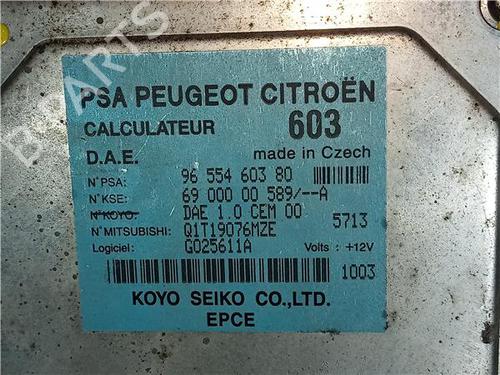 B PARTS
PSA PEUGEOT CITROËN
CALCULATEUR 603
D.A.E. made in Czech
N°PSA: 96 554 603 80
N°KSE: 69 000 00 589/--A
N°KOYO: DAE 1.0 CEM 00 5713
N°MITSUBISHI: Q1T19076MZE
Logiciel: G025611A Volts : +12V
1003
KOYO SEIKO CO.,LTD.
EPCE